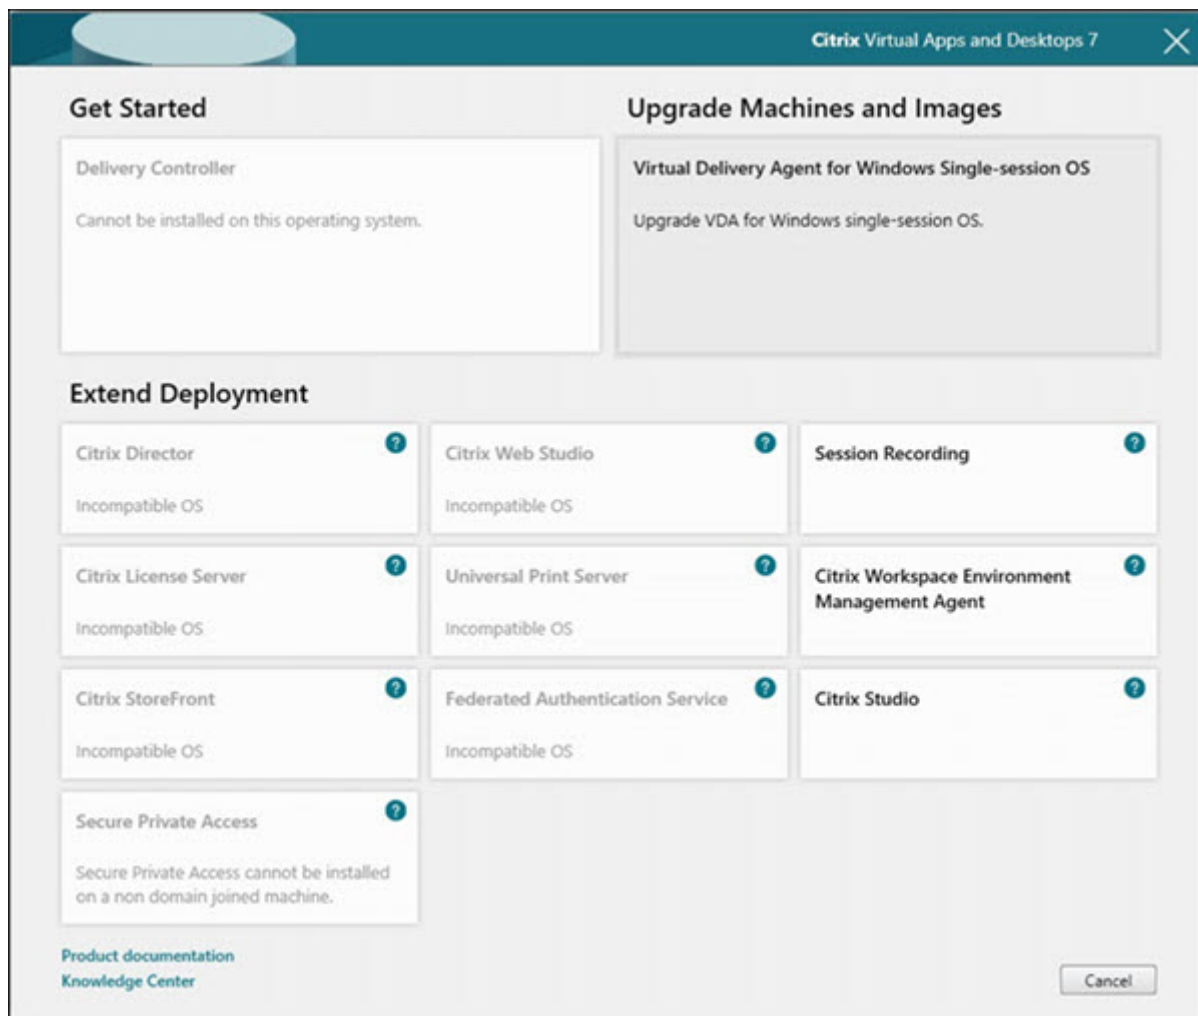 Citrix Virtual Apps and Desktops 7
Get Started
Delivery Controller
Cannot be installed on this operating system.
Upgrade Machines and Images
Virtual Delivery Agent for Windows Single-session OS
Upgrade VDA for Windows single-session OS.
Extend Deployment
Citrix Director
?
Incompatible OS
Citrix Web Studio
?
Incompatible OS
Session Recording
?
Citrix License Server
?
Incompatible OS
Universal Print Server
?
Incompatible OS
Citrix Workspace Environment
Management Agent
?
Citrix StoreFront
?
Incompatible OS
Federated Authentication Service
?
Incompatible OS
Citrix Studio
?
Secure Private Access
?
Secure Private Access cannot be installed
on a non domain joined machine.
Product documentation
Knowledge Center
Cancel